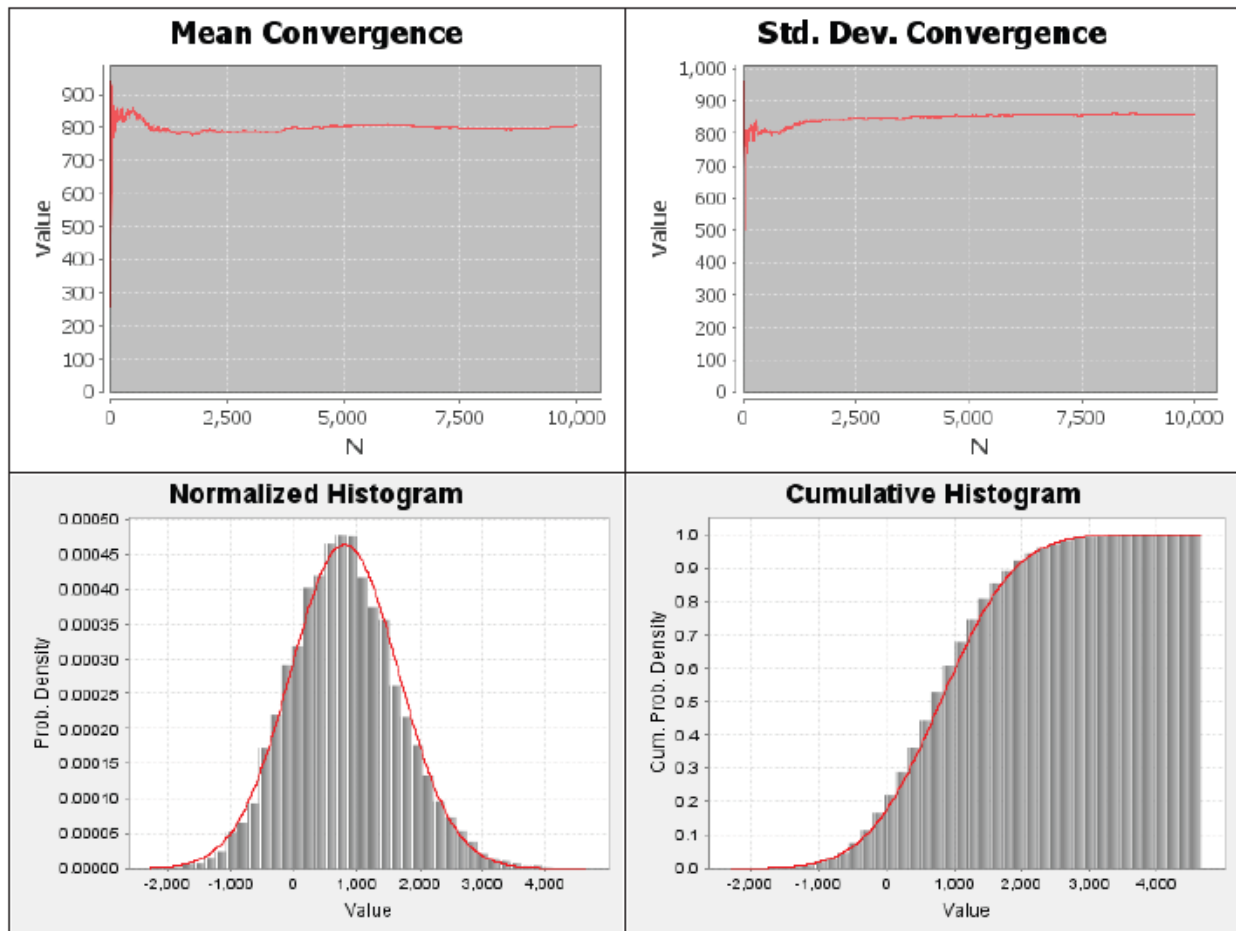 Mean Convergence
900
800
700
600
500
400
300
200
100
0
Value
0 2,500 5,000 7,500 10,000
N
Std. Dev. Convergence
1,000
900
800
700
600
500
400
300
200
100
0
Value
0 2,500 5,000 7,500 10,000
N
Normalized Histogram
0.00050
0.00045
0.00040
0.00035
0.00030
0.00025
0.00020
0.00015
0.00010
0.00005
0.00000
Prob. Density
-2,000 -1,000 0 1,000 2,000 3,000 4,000
Value
Cumulative Histogram
1.0
0.9
0.8
0.7
0.6
0.5
0.4
0.3
0.2
0.1
0.0
Cum. Prob. Density
-2,000 -1,000 0 1,000 2,000 3,000 4,000
Value